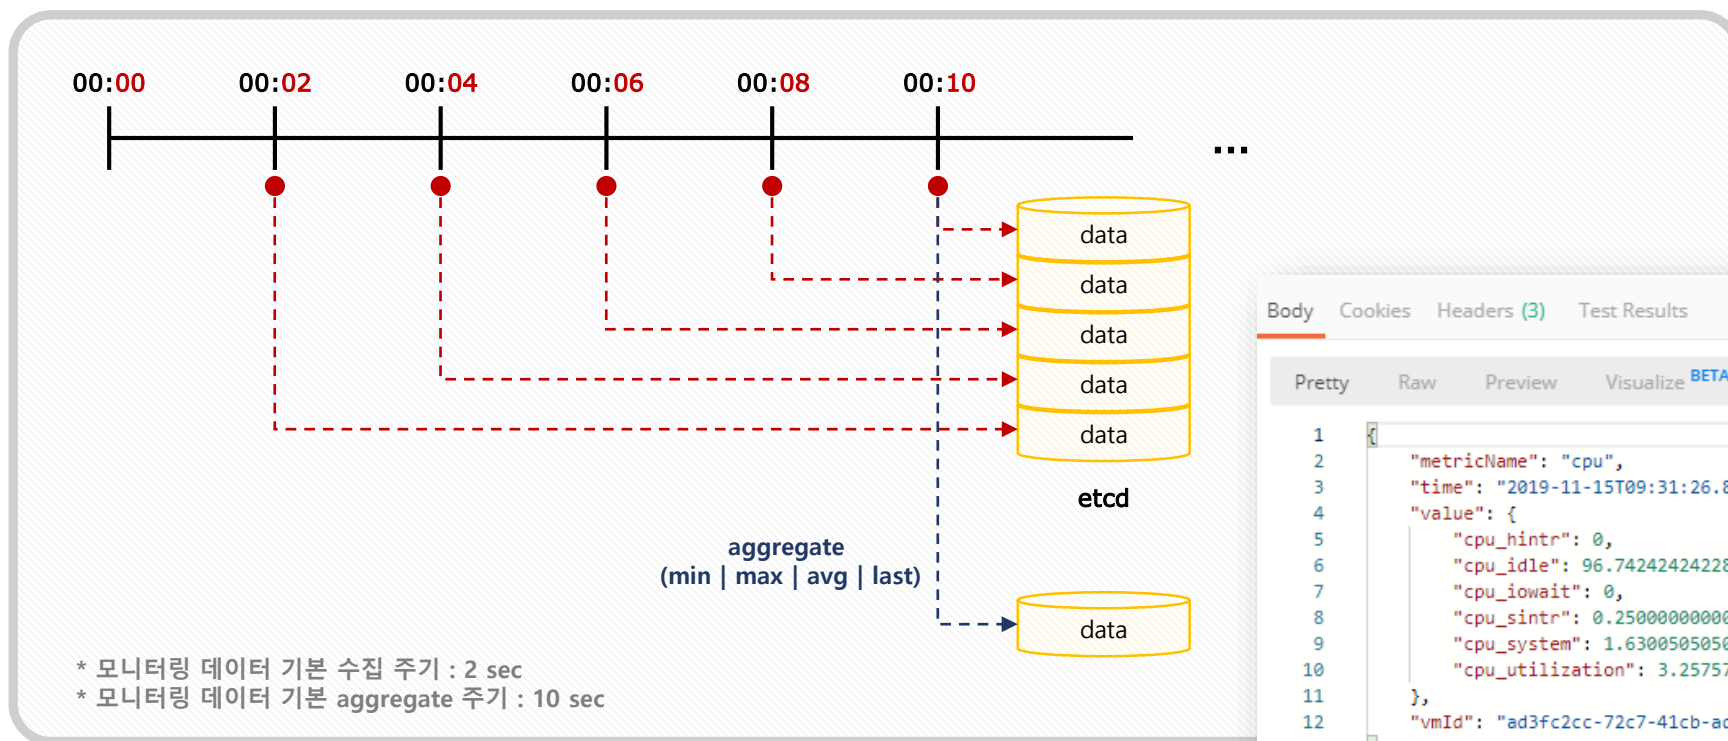 00:00 00:02 00:04 00:06 00:08 00:10
...
data
data
data
data
data
etcd
aggregate
(min | max | avg | last)
data
* 모니터링 데이터 기본 수집 주기 : 2 sec
* 모니터링 데이터 기본 aggregate 주기 : 10 sec
Body Cookies Headers (3) Test Results
Pretty Raw Preview Visualize BETA
1 {
2 "metricName": "cpu",
3 "time": "2019-11-15T09:31:26.8
4 "value": {
5 "cpu_hintr": 0,
6 "cpu_idle": 96.74242424228
7 "cpu_iowait": 0,
8 "cpu_sintr": 0.25000000000
9 "cpu_system": 1.6300505050
10 "cpu_utilization": 3.25757
11 },
12 "vmId": "ad3fc2cc-72c7-41cb-ad